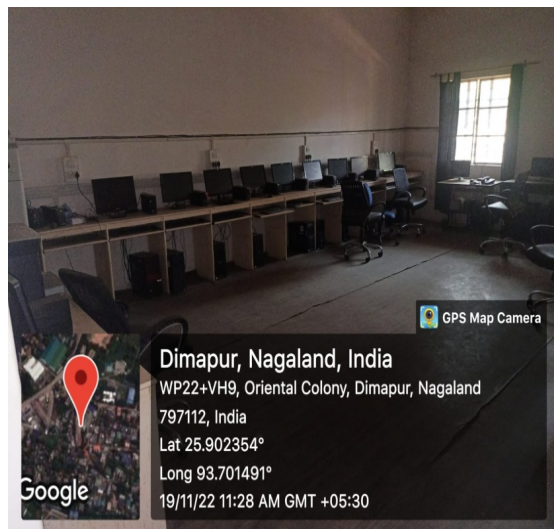 GPS Map Camera
Dimapur, Nagaland, India
WP22+VH9, Oriental Colony, Dimapur, Nagaland
797112, India
Lat 25.902354°
Long 93.701491°
19/11/22 11:28 AM GMT +05:30
Google